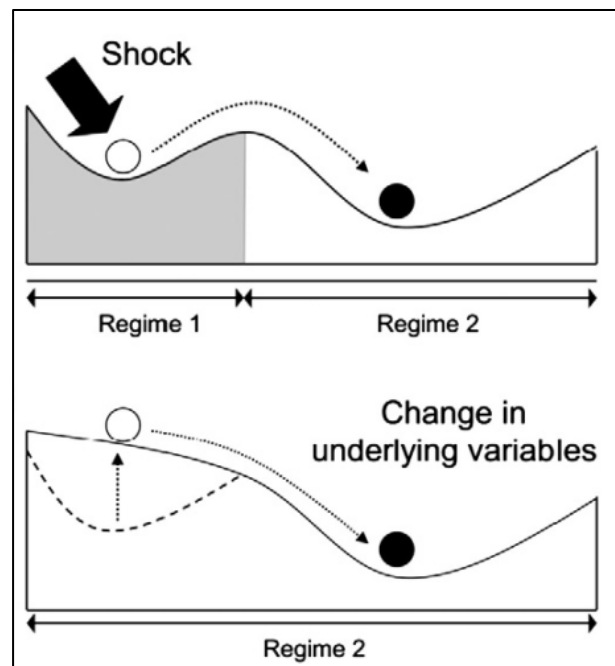 Shock
Regime 1
Regime 2
Change in
underlying variables
Regime 2